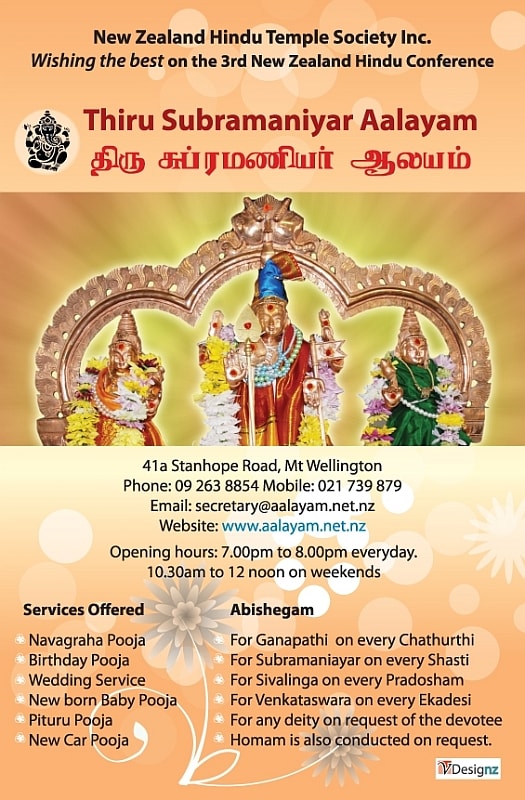 New Zealand Hindu Temple Society Inc.
Wishing the best on the 3rd New Zealand Hindu Conference
Thiru Subramaniyar Aalayam
திரு சுப்ரமணியர் ஆலயம்
41a Stanhope Road, Mt Wellington
Phone: 09 263 8854 Mobile: 021 739 879
Email: secretary@aalayam.net.nz
Website: www.aalayam.net.nz
Opening hours: 7.00pm to 8.00pm everyday.
10.30am to 12 noon on weekends
Services Offered
Navagraha Pooja
Birthday Pooja
Wedding Service
New born Baby Pooja
Pituru Pooja
New Car Pooja
Abishegam
For Ganapathi on every Chathurthi
For Subramaniayar on every Shasti
For Sivalinga on every Pradosham
For Venkataswara on every Ekadesi
For any deity on request of the devotee
Homam is also conducted on request.
Designz